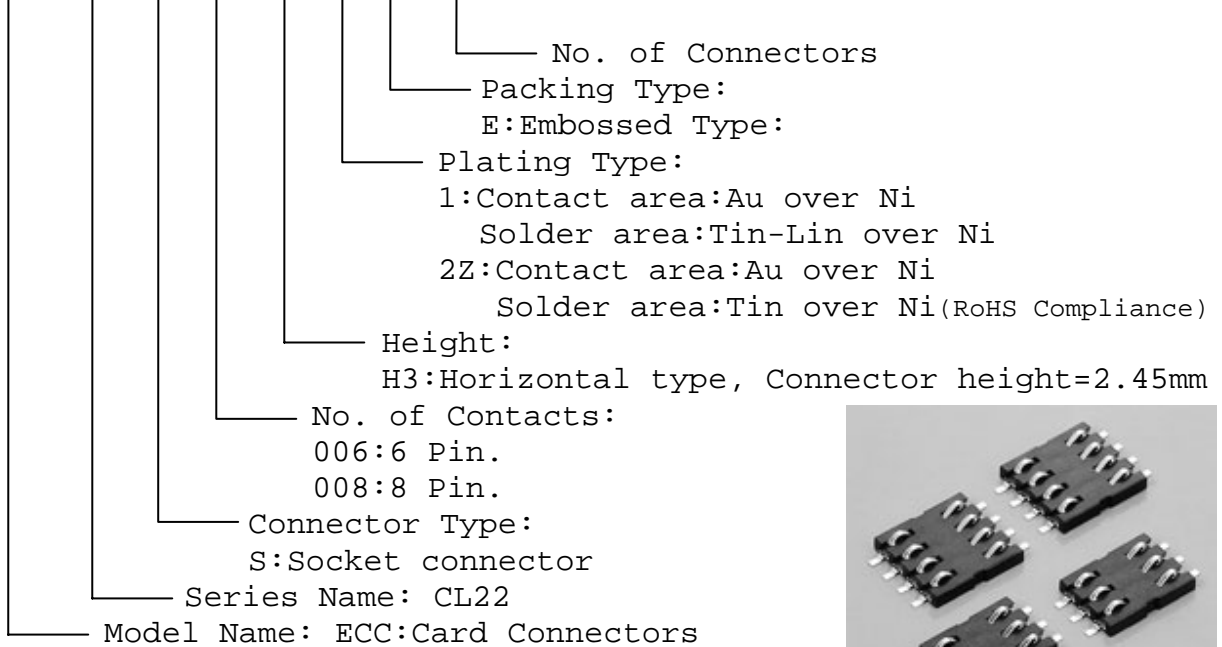 No. of Connectors
Packing Type:
E:Embossed Type:
Plating Type:
1:Contact area:Au over Ni
Solder area:Tin-Lin over Ni
2Z:Contact area:Au over Ni
Solder area:Tin over Ni(RoHS Compliance)
Height:
H3:Horizontal type, Connector height=2.45mm
No. of Contacts:
006:6 Pin.
008:8 Pin.
Connector Type:
S:Socket connector
Series Name: CL22
Model Name: ECC:Card Connectors